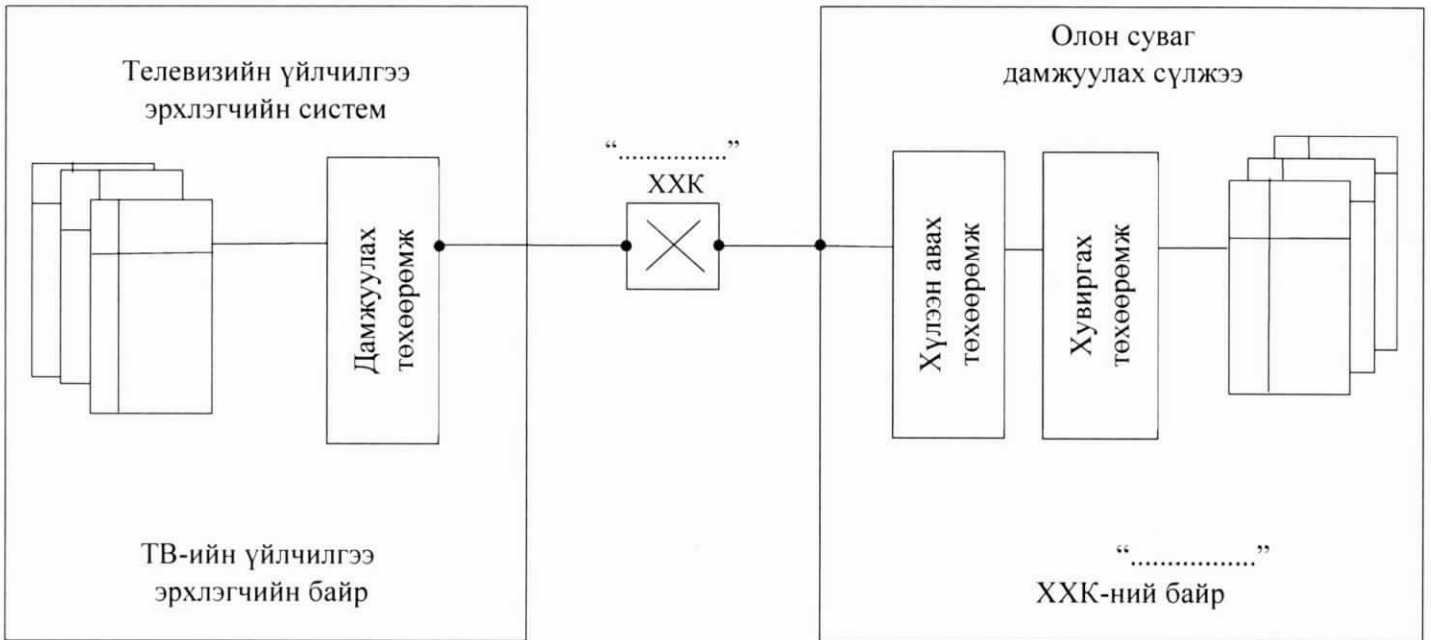 Телевизийн үйлчилгээ
эрхлэгчийн систем
Дамжуулах
төхөөрөмж
ТВ-ийн үйлчилгээ
эрхлэгчийн байр
“................”
ХХК
Олон суваг
дамжуулах сүлжээ
Хүлээн авах
төхөөрөмж
Хувиргах
төхөөрөмж
“..................”
ХХК-ний байр